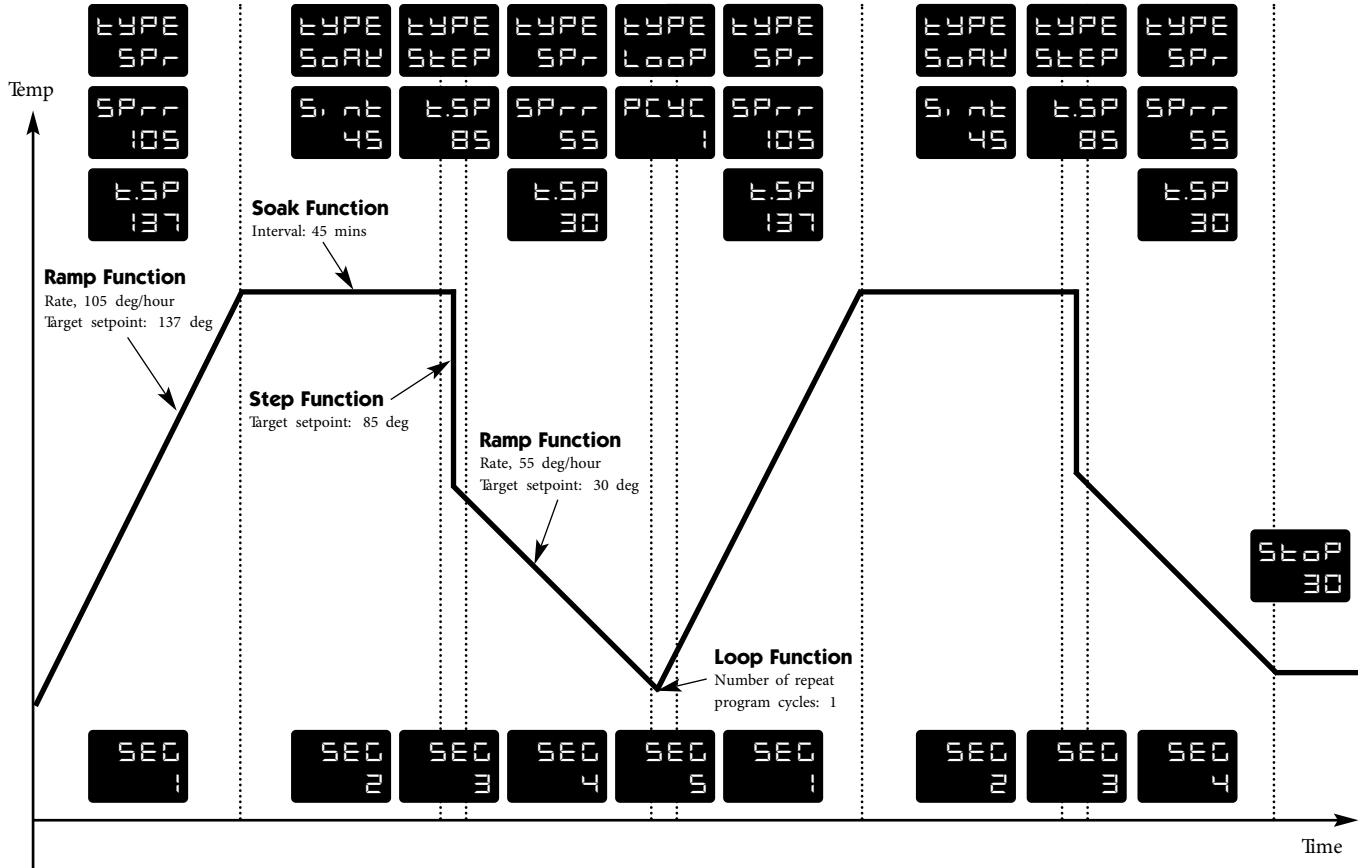 tYPE
SPr
tYPE
SoAK
tYPE
StEP
tYPE
SPr
tYPE
LooP
tYPE
SPr
tYPE
SoAK
tYPE
StEP
tYPE
SPr
Temp
SPrr
105
S.int
45
t.SP
85
SPrr
55
PCYC
1
SPrr
105
S.int
45
t.SP
85
SPrr
55
t.SP
137
t.SP
30
t.SP
137
t.SP
30
Soak Function
Interval: 45 mins
Ramp Function
Rate, 105 deg/hour
Target setpoint: 137 deg
Step Function
Target setpoint: 85 deg
Ramp Function
Rate, 55 deg/hour
Target setpoint: 30 deg
StoP
30
Loop Function
Number of repeat
program cycles: 1
SEG
1
SEG
2
SEG
3
SEG
4
SEG
5
SEG
1
SEG
2
SEG
3
SEG
4
Time